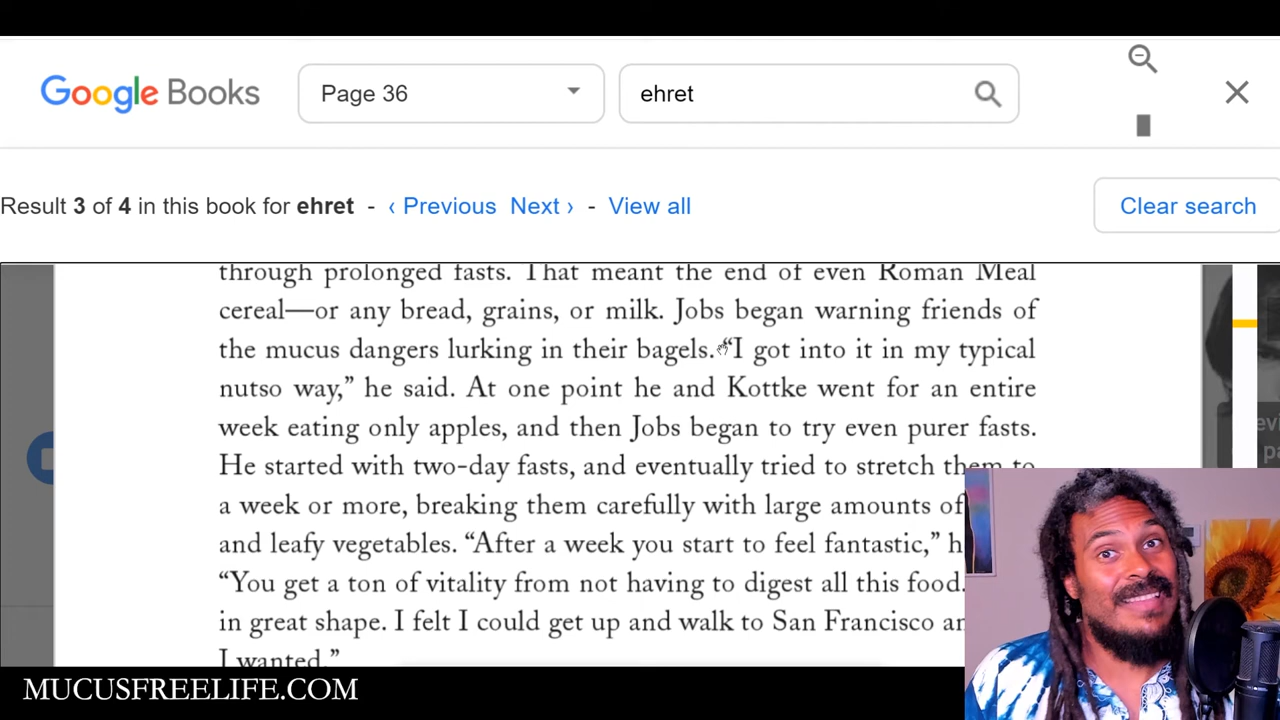 Google Books
Page 36
ehret
Result 3 of 4 in this book for ehret - ‹ Previous Next › - View all
Clear search
through prolonged fasts. That meant the end of even Roman Meal
cereal—or any bread, grains, or milk. Jobs began warning friends of
the mucus dangers lurking in their bagels. “I got into it in my typical
nutso way,” he said. At one point he and Kottke went for an entire
week eating only apples, and then Jobs began to try even purer fasts.
He started with two-day fasts, and eventually tried to stretch them to
a week or more, breaking them carefully with large amounts of
and leafy vegetables. “After a week you start to feel fantastic,” h
“You get a ton of vitality from not having to digest all this food.
in great shape. I felt I could get up and walk to San Francisco an
I wanted.”
MUCUSFREELIFE.COM